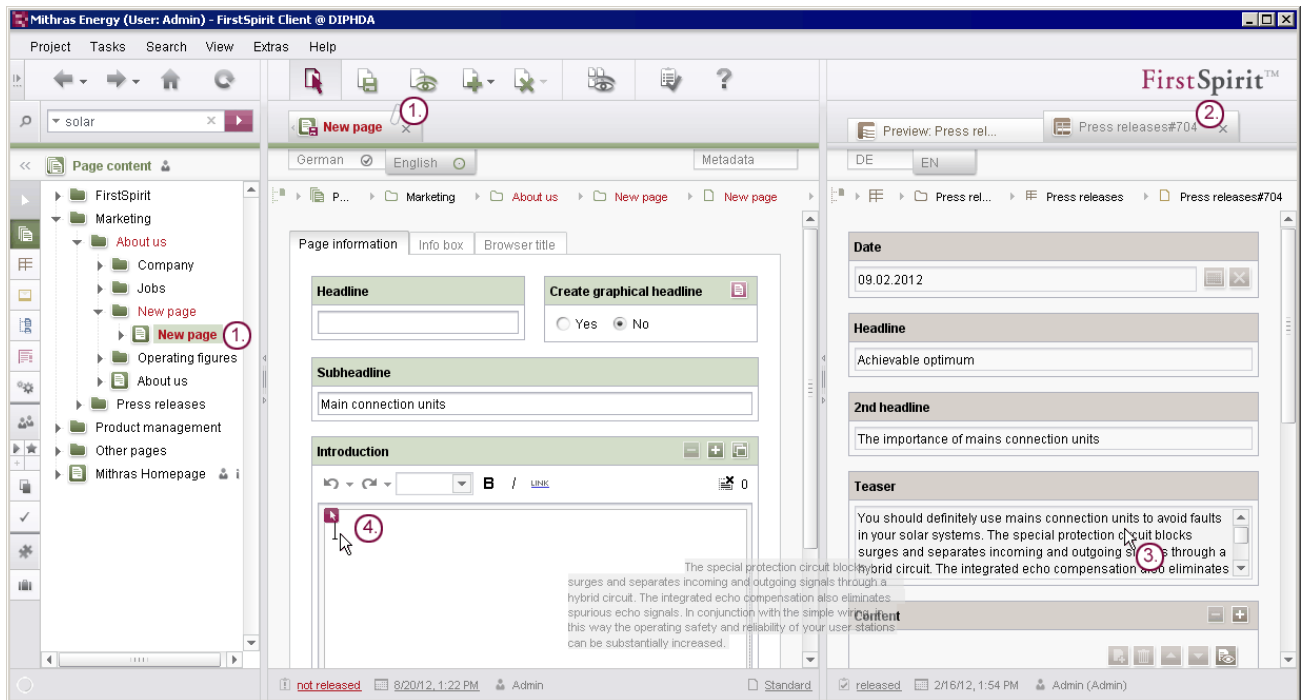 Mithras Energy (User: Admin) - FirstSpirit Client @ DIPHDA
Project Tasks Search View Extras Help
FirstSpirit™
solar
New page
1.
Preview: Press rel...
Press releases#704
2.
Page content
German English Metadata
DE EN
P... Marketing About us New page New page
Press rel... Press releases Press releases#704
FirstSpirit
Marketing
About us
Company
Jobs
New page
New page
1.
Operating figures
About us
Press releases
Product management
Other pages
Mithras Homepage
Page information Info box Browser title
Headline
Create graphical headline
Yes No
Subheadline
Main connection units
Introduction
B I LINK
0
4.
Date
09.02.2012
Headline
Achievable optimum
2nd headline
The importance of mains connection units
Teaser
You should definitely use mains connection units to avoid faults
in your solar systems. The special protection circuit blocks
surges and separates incoming and outgoing signals through a
hybrid circuit. The integrated echo compensation also eliminates
3.
Content
The special protection circuit blocks
surges and separates incoming and outgoing signals through a
hybrid circuit. The integrated echo compensation also eliminates
spurious echo signals. In conjunction with the simple wiring, in
this way the operating safety and reliability of your user stations
can be substantially increased.
not released 8/20/12, 1:22 PM Admin Standard
released 2/16/12, 1:54 PM Admin (Admin)